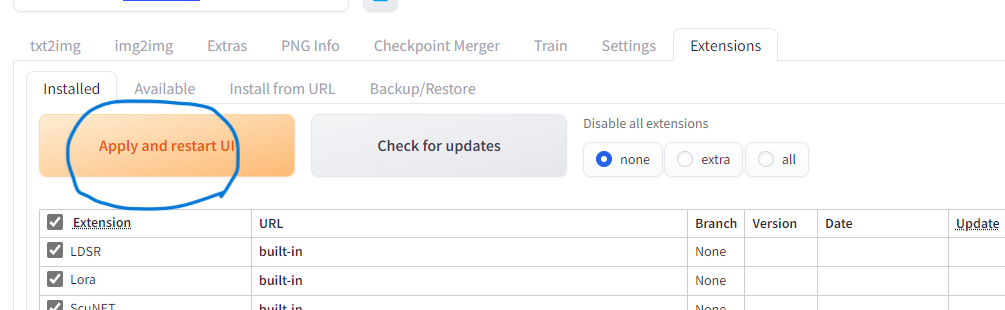 txt2img img2img Extras PNG Info Checkpoint Merger Train Settings Extensions
Installed Available Install from URL Backup/Restore
Apply and restart UI Check for updates Disable all extensions
none extra all
Extension URL Branch Version Date Update
LDSR built-in None
Lora built-in None
ScuNET built-in None